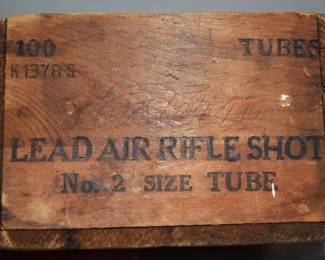 100 TUBES
K1378'S
LEAD AIR RIFLE SHOT
No. 2 SIZE TUBE